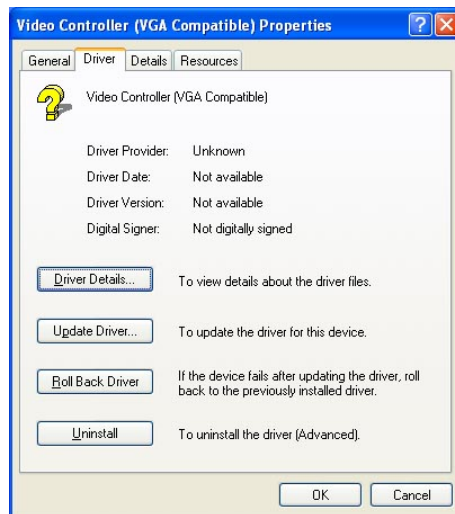 Video Controller (VGA Compatible) Properties
General Driver Details Resources
Video Controller (VGA Compatible)
Driver Provider: Unknown
Driver Date: Not available
Driver Version: Not available
Digital Signer: Not digitally signed
Driver Details... To view details about the driver files.
Update Driver... To update the driver for this device.
Roll Back Driver If the device fails after updating the driver, roll
back to the previously installed driver.
Uninstall To uninstall the driver (Advanced).
OK Cancel